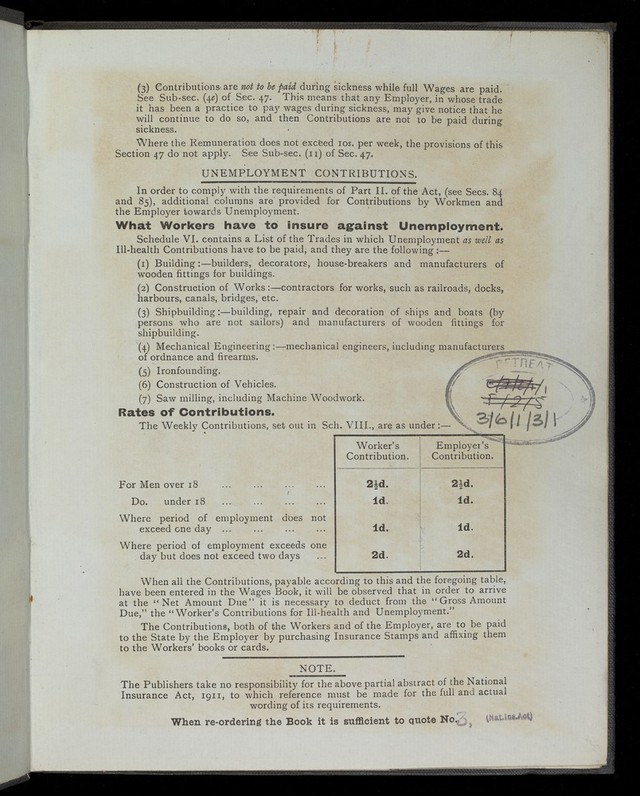 (3) Contributions are not to be paid during sickness while full Wages are paid.
See Sub-sec. (4e) of Sec. 47. This means that any Employer, in whose trade
it has been a practice to pay wages during sickness, may give notice that he
will continue to do so, and then Contributions are not to be paid during
sickness.
Where the Remuneration does not exceed 10s. per week, the provisions of this
Section 47 do not apply. See Sub-sec. (11) of Sec. 47.
UNEMPLOYMENT CONTRIBUTIONS.
In order to comply with the requirements of Part II. of the Act, (see Secs. 84
and 85), additional columns are provided for Contributions by Workmen and
the Employer towards Unemployment.
What Workers have to insure against Unemployment.
Schedule VI. contains a List of the Trades in which Unemployment as well as
Ill-health Contributions have to be paid, and they are the following :—
(1) Building :—builders, decorators, house-breakers and manufacturers of
wooden fittings for buildings.
(2) Construction of Works :—contractors for works, such as railroads, docks,
harbours, canals, bridges, etc.
(3) Shipbuilding :—building, repair and decoration of ships and boats (by
persons who are not sailors) and manufacturers of wooden fittings for
shipbuilding.
(4) Mechanical Engineering :—mechanical engineers, including manufacturers
of ordnance and firearms.
(5) Ironfounding.
(6) Construction of Vehicles.
(7) Saw milling, including Machine Woodwork.
RETREAT
3/6/1/3/1
Rates of Contributions.
The Weekly Contributions, set out in Sch. VIII., are as under :—
Worker's Contribution. Employer's Contribution.
For Men over 18 ... ... ... ... 2½d. 2½d.
Do. under 18 ... ... ... ... 1d. 1d.
Where period of employment does not
exceed one day ... ... ... ... 1d. 1d.
Where period of employment exceeds one
day but does not exceed two days ... 2d. 2d.
When all the Contributions, payable according to this and the foregoing table,
have been entered in the Wages Book, it will be observed that in order to arrive
at the "Net Amount Due" it is necessary to deduct from the "Gross Amount
Due," the "Worker's Contributions for Ill-health and Unemployment."
The Contributions, both of the Workers and of the Employer, are to be paid
to the State by the Employer by purchasing Insurance Stamps and affixing them
to the Workers' books or cards.
NOTE.
The Publishers take no responsibility for the above partial abstract of the National
Insurance Act, 1911, to which reference must be made for the full and actual
wording of its requirements.
When re-ordering the Book it is sufficient to quote No. 3, (Nat.Ins.Act)